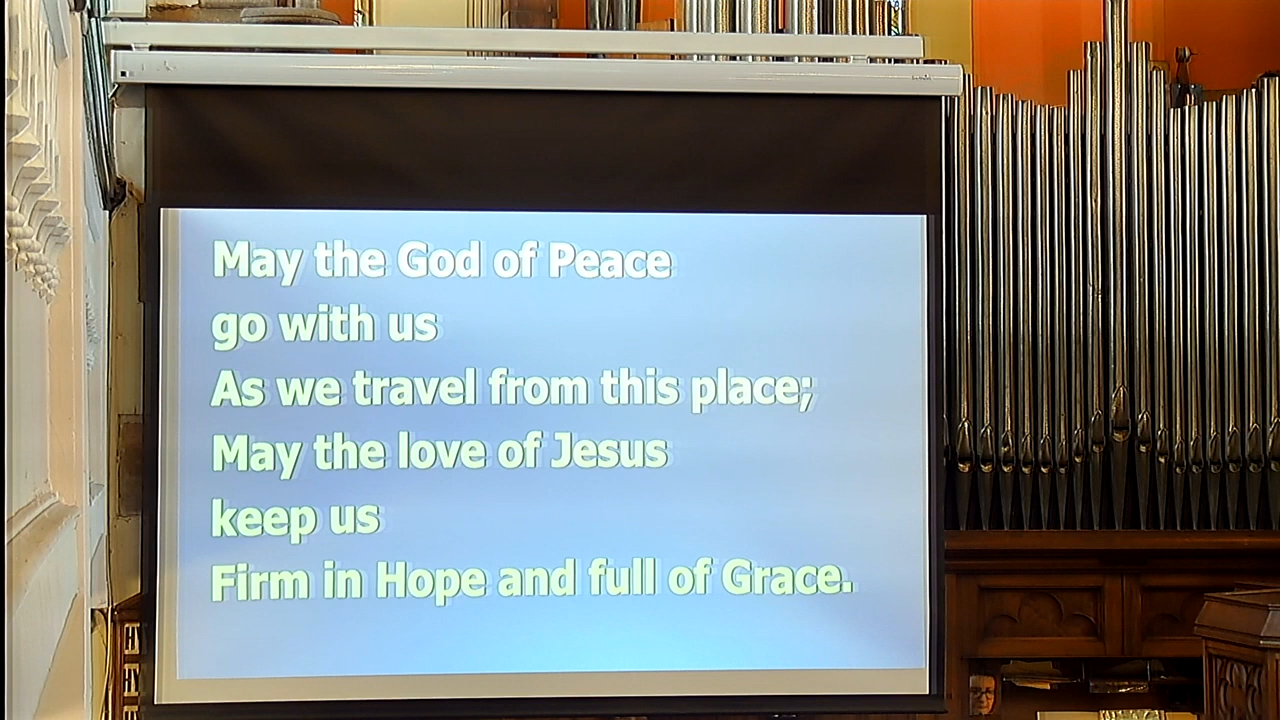 May the God of Peace
go with us
As we travel from this place;
May the love of Jesus
keep us
Firm in Hope and full of Grace.